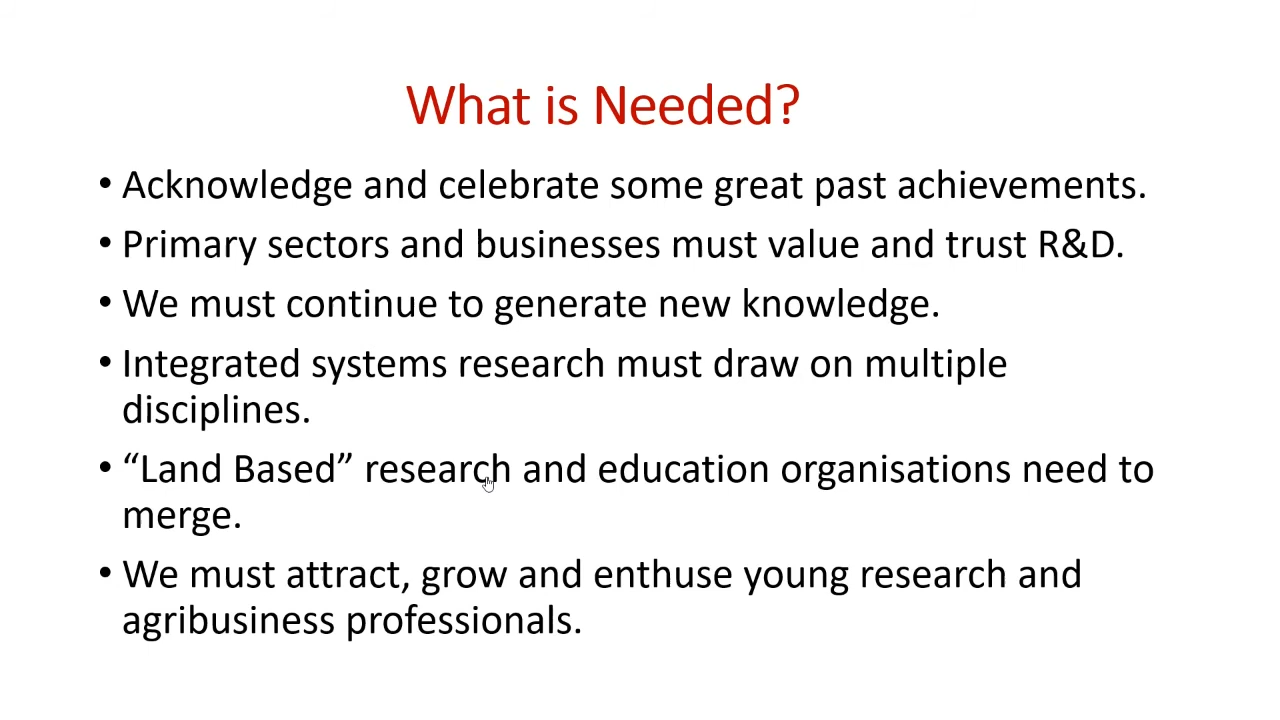 What is Needed?
• Acknowledge and celebrate some great past achievements.
• Primary sectors and businesses must value and trust R&D.
• We must continue to generate new knowledge.
• Integrated systems research must draw on multiple
disciplines.
• “Land Based” research and education organisations need to
merge.
• We must attract, grow and enthuse young research and
agribusiness professionals.